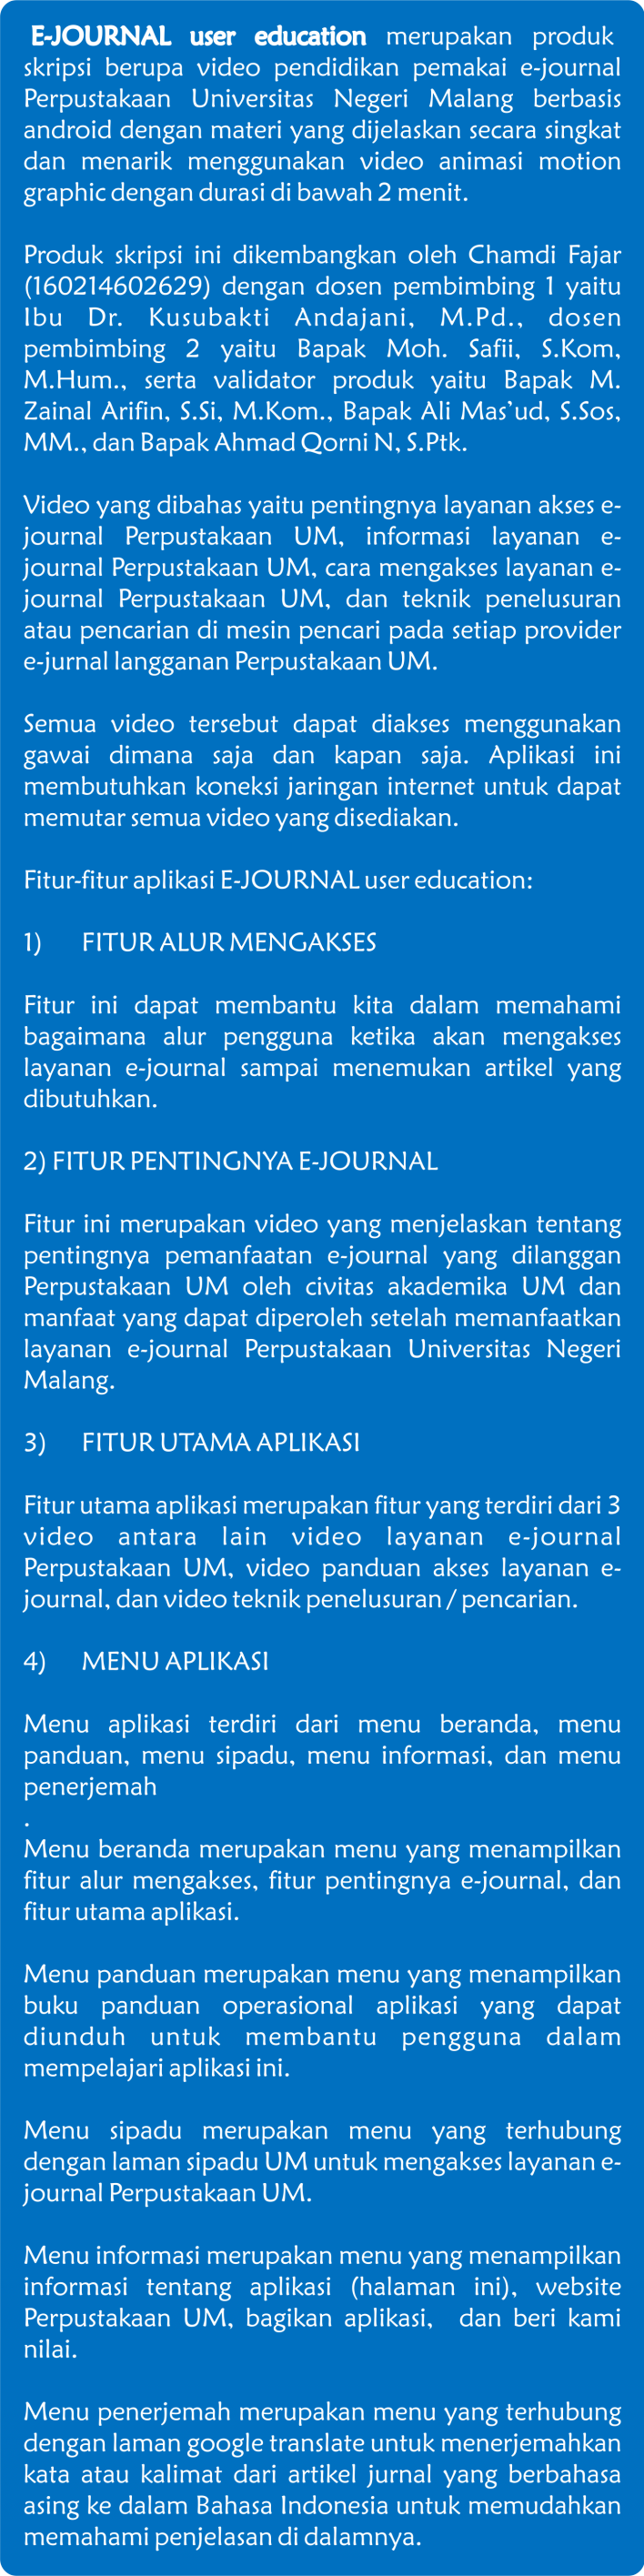 E-JOURNAL user education merupakan produk
skripsi berupa video pendidikan pemakai e-journal
Perpustakaan Universitas Negeri Malang berbasis
android dengan materi yang dijelaskan secara singkat
dan menarik menggunakan video animasi motion
graphic dengan durasi di bawah 2 menit.
Produk skripsi ini dikembangkan oleh Chamdi Fajar
(160214602629) dengan dosen pembimbing 1 yaitu
Ibu Dr. Kusubakti Andajani, M.Pd., dosen
pembimbing 2 yaitu Bapak Moh. Safii, S.Kom,
M.Hum., serta validator produk yaitu Bapak M.
Zainal Arifin, S.Si, M.Kom., Bapak Ali Mas'ud, S.Sos,
MM., dan Bapak Ahmad Qorni N, S.Ptk.
Video yang dibahas yaitu pentingnya layanan akses e-
journal Perpustakaan UM, informasi layanan e-
journal Perpustakaan UM, cara mengakses layanan e-
journal Perpustakaan UM, dan teknik penelusuran
atau pencarian di mesin pencari pada setiap provider
e-jurnal langganan Perpustakaan UM.
Semua video tersebut dapat diakses menggunakan
gawai dimana saja dan kapan saja. Aplikasi ini
membutuhkan koneksi jaringan internet untuk dapat
memutar semua video yang disediakan.
Fitur-fitur aplikasi E-JOURNAL user education:
1) FITUR ALUR MENGAKSES
Fitur ini dapat membantu kita dalam memahami
bagaimana alur pengguna ketika akan mengakses
layanan e-journal sampai menemukan artikel yang
dibutuhkan.
2) FITUR PENTINGNYA E-JOURNAL
Fitur ini merupakan video yang menjelaskan tentang
pentingnya pemanfaatan e-journal yang dilanggan
Perpustakaan UM oleh civitas akademika UM dan
manfaat yang dapat diperoleh setelah memanfaatkan
layanan e-journal Perpustakaan Universitas Negeri
Malang.
3) FITUR UTAMA APLIKASI
Fitur utama aplikasi merupakan fitur yang terdiri dari 3
video antara lain video layanan e-journal
Perpustakaan UM, video panduan akses layanan e-
journal, dan video teknik penelusuran / pencarian.
4) MENU APLIKASI
Menu aplikasi terdiri dari menu beranda, menu
panduan, menu sipadu, menu informasi, dan menu
penerjemah
.
Menu beranda merupakan menu yang menampilkan
fitur alur mengakses, fitur pentingnya e-journal, dan
fitur utama aplikasi.
Menu panduan merupakan menu yang menampilkan
buku panduan operasional aplikasi yang dapat
diunduh untuk membantu pengguna dalam
mempelajari aplikasi ini.
Menu sipadu merupakan menu yang terhubung
dengan laman sipadu UM untuk mengakses layanan e-
journal Perpustakaan UM.
Menu informasi merupakan menu yang menampilkan
informasi tentang aplikasi (halaman ini), website
Perpustakaan UM, bagikan aplikasi, dan beri kami
nilai.
Menu penerjemah merupakan menu yang terhubung
dengan laman google translate untuk menerjemahkan
kata atau kalimat dari artikel jurnal yang berbahasa
asing ke dalam Bahasa Indonesia untuk memudahkan
memahami penjelasan di dalamnya.